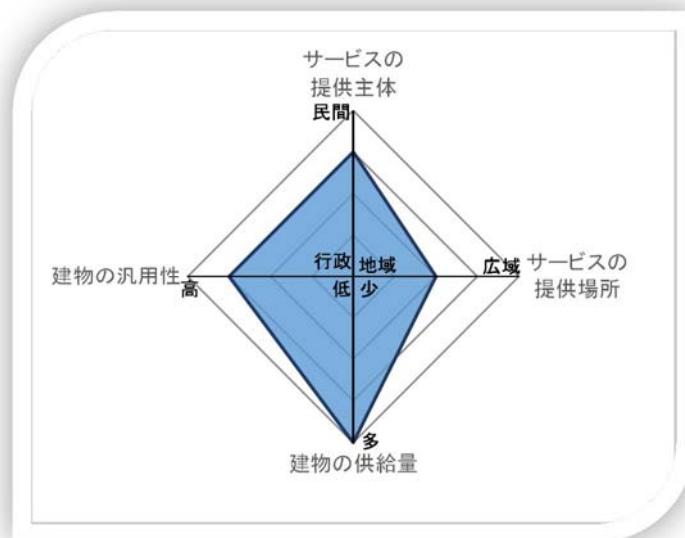 サービスの
提供主体
民間
建物の汎用性
高
行政
地域
低
少
広域
サービスの
提供場所
多
建物の供給量